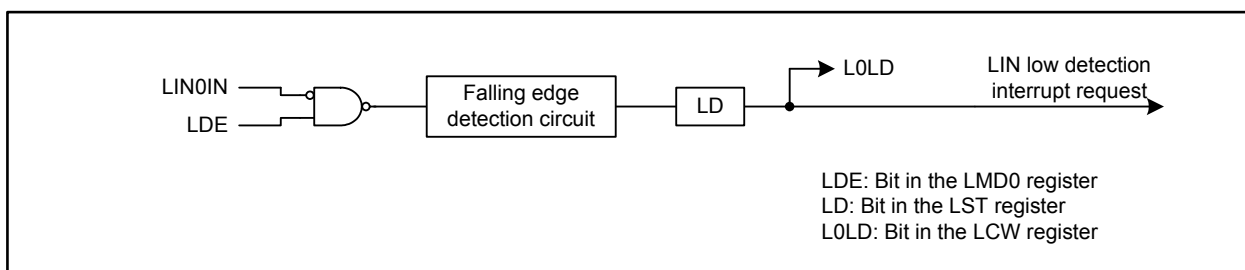 LIN0IN
LDE
Falling edge
detection circuit
LD
L0LD
LIN low detection
interrupt request
LDE: Bit in the LMD0 register
LD: Bit in the LST register
L0LD: Bit in the LCW register